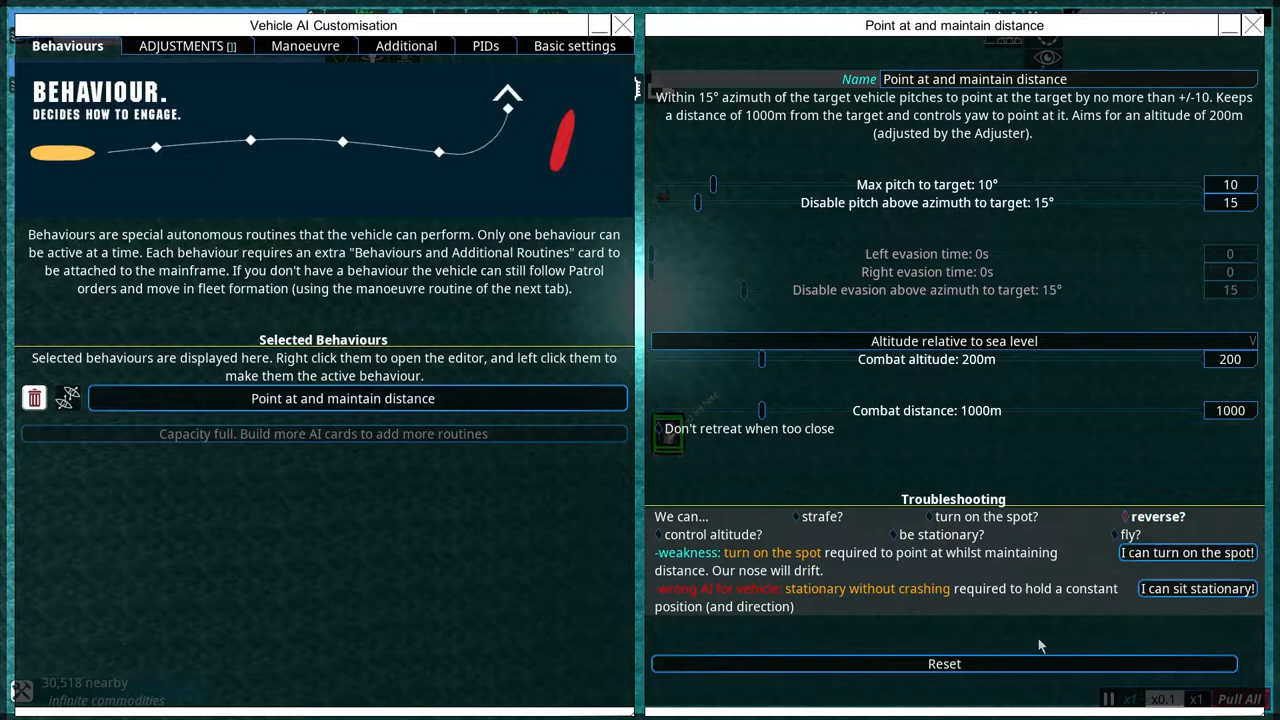 Vehicle AI Customisation
Behaviours
ADJUSTMENTS []
Manoeuvre
Additional
PIDs
Basic settings
BEHAVIOUR.
DECIDES HOW TO ENGAGE.
Behaviours are special autonomous routines that the vehicle can perform. Only one behaviour can
be active at a time. Each behaviour requires an extra "Behaviours and Additional Routines" card to
be attached to the mainframe. If you don't have a behaviour the vehicle can still follow Patrol
orders and move in fleet formation (using the manoeuvre routine of the next tab).
Selected Behaviours
Selected behaviours are displayed here. Right click them to open the editor, and left click them to
make them the active behaviour.
Point at and maintain distance
Capacity full. Build more AI cards to add more routines
30,518 nearby
Infinite commodities
Point at and maintain distance
Name Point at and maintain distance
Within 15° azimuth of the target vehicle pitches to point at the target by no more than +/-10. Keeps
a distance of 1000m from the target and controls yaw to point at it. Aims for an altitude of 200m
(adjusted by the Adjuster).
Max pitch to target: 10° 10
Disable pitch above azimuth to target: 15° 15
Left evasion time: 0s 0
Right evasion time: 0s 0
Disable evasion above azimuth to target: 15° 15
Altitude relative to sea level V
Combat altitude: 200m 200
Combat distance: 1000m 1000
Don't retreat when too close
Troubleshooting
We can... strafe? turn on the spot? reverse?
control altitude? be stationary? fly?
-weakness: turn on the spot required to point at whilst maintaining
distance. Our nose will drift.
I can turn on the spot!
-wrong AI for vehicle: stationary without crashing required to hold a constant
position (and direction)
I can sit stationary!
Reset
x1 x0.1 x1 Pull All